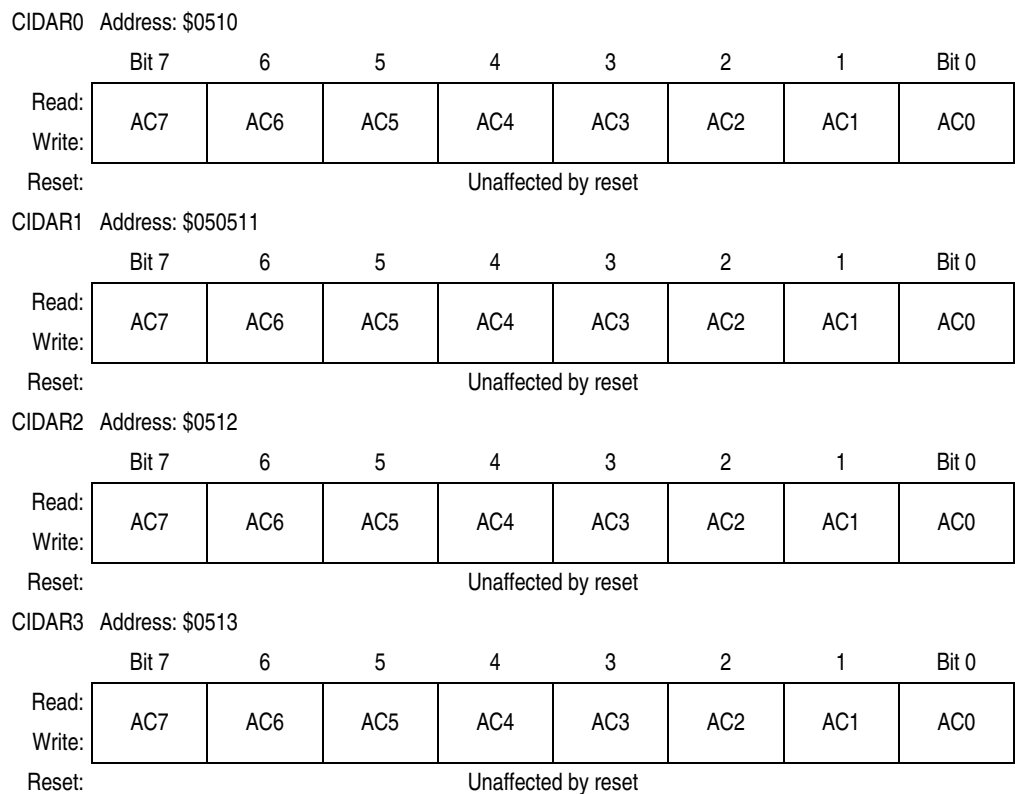 CIDAR0 Address: $0510
Bit 7 6 5 4 3 2 1 Bit 0
Read:
AC7 AC6 AC5 AC4 AC3 AC2 AC1 AC0
Write:
Reset: Unaffected by reset
CIDAR1 Address: $050511
Bit 7 6 5 4 3 2 1 Bit 0
Read:
AC7 AC6 AC5 AC4 AC3 AC2 AC1 AC0
Write:
Reset: Unaffected by reset
CIDAR2 Address: $0512
Bit 7 6 5 4 3 2 1 Bit 0
Read:
AC7 AC6 AC5 AC4 AC3 AC2 AC1 AC0
Write:
Reset: Unaffected by reset
CIDAR3 Address: $0513
Bit 7 6 5 4 3 2 1 Bit 0
Read:
AC7 AC6 AC5 AC4 AC3 AC2 AC1 AC0
Write:
Reset: Unaffected by reset